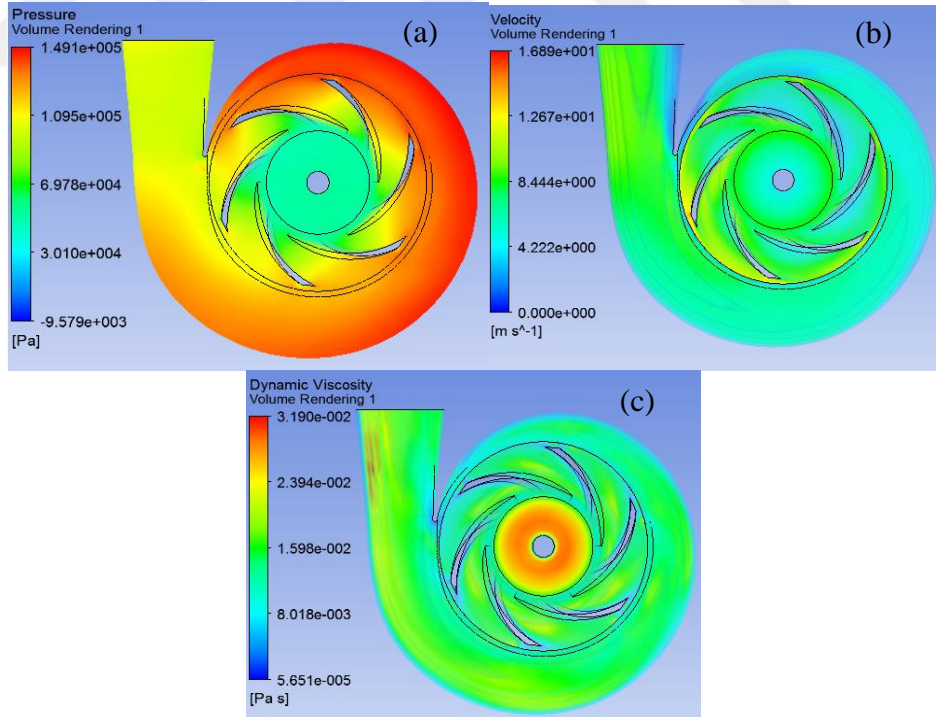 Pressure
Volume Rendering 1
(a)
1.491e+005
1.095e+005
6.978e+004
3.010e+004
-9.579e+003
[Pa]
Velocity
Volume Rendering 1
(b)
1.689e+001
1.267e+001
8.444e+000
4.222e+000
0.000e+000
[m s^-1]
Dynamic Viscosity
Volume Rendering 1
(c)
3.190e-002
2.394e-002
1.598e-002
8.018e-003
5.651e-005
[Pa s]